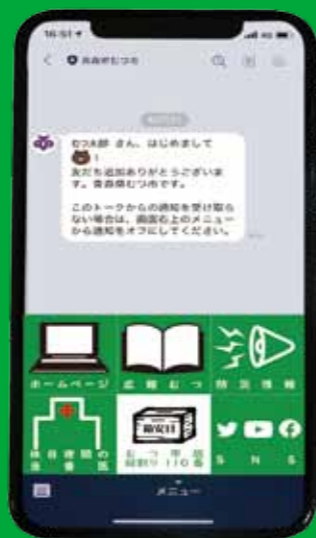 16:51
青森県むつ市
むつ太郎 さん、はじめまして
!
友だち追加ありがとうございま
す。青森県むつ市です。
このトークからの通知を受け取ら
ない場合は、画面右上のメニュー
から通知をオフにしてください。
ホームページ
広報むつ
防災情報
休日夜間の
救急当番医
むつ市
110番
SNS
メニュー